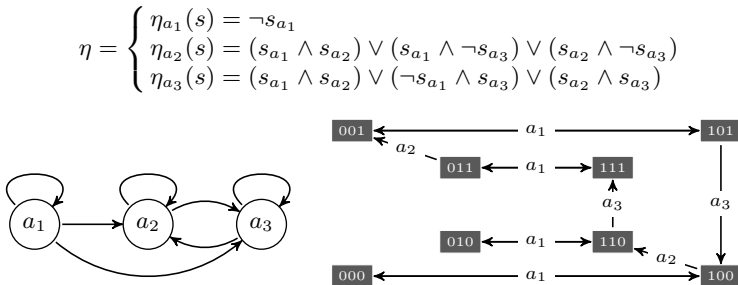 η = { η_{a_1}(s) = ¬s_{a_1}
η_{a_2}(s) = (s_{a_1} ∧ s_{a_2}) ∨ (s_{a_1} ∧ ¬s_{a_3}) ∨ (s_{a_2} ∧ ¬s_{a_3})
η_{a_3}(s) = (s_{a_1} ∧ s_{a_2}) ∨ (¬s_{a_1} ∧ s_{a_3}) ∨ (s_{a_2} ∧ s_{a_3})
a_1 a_2 a_3
001 a_1 101
a_2
011 a_1 111
a_3 a_3
010 a_1 110
a_2
000 a_1 100